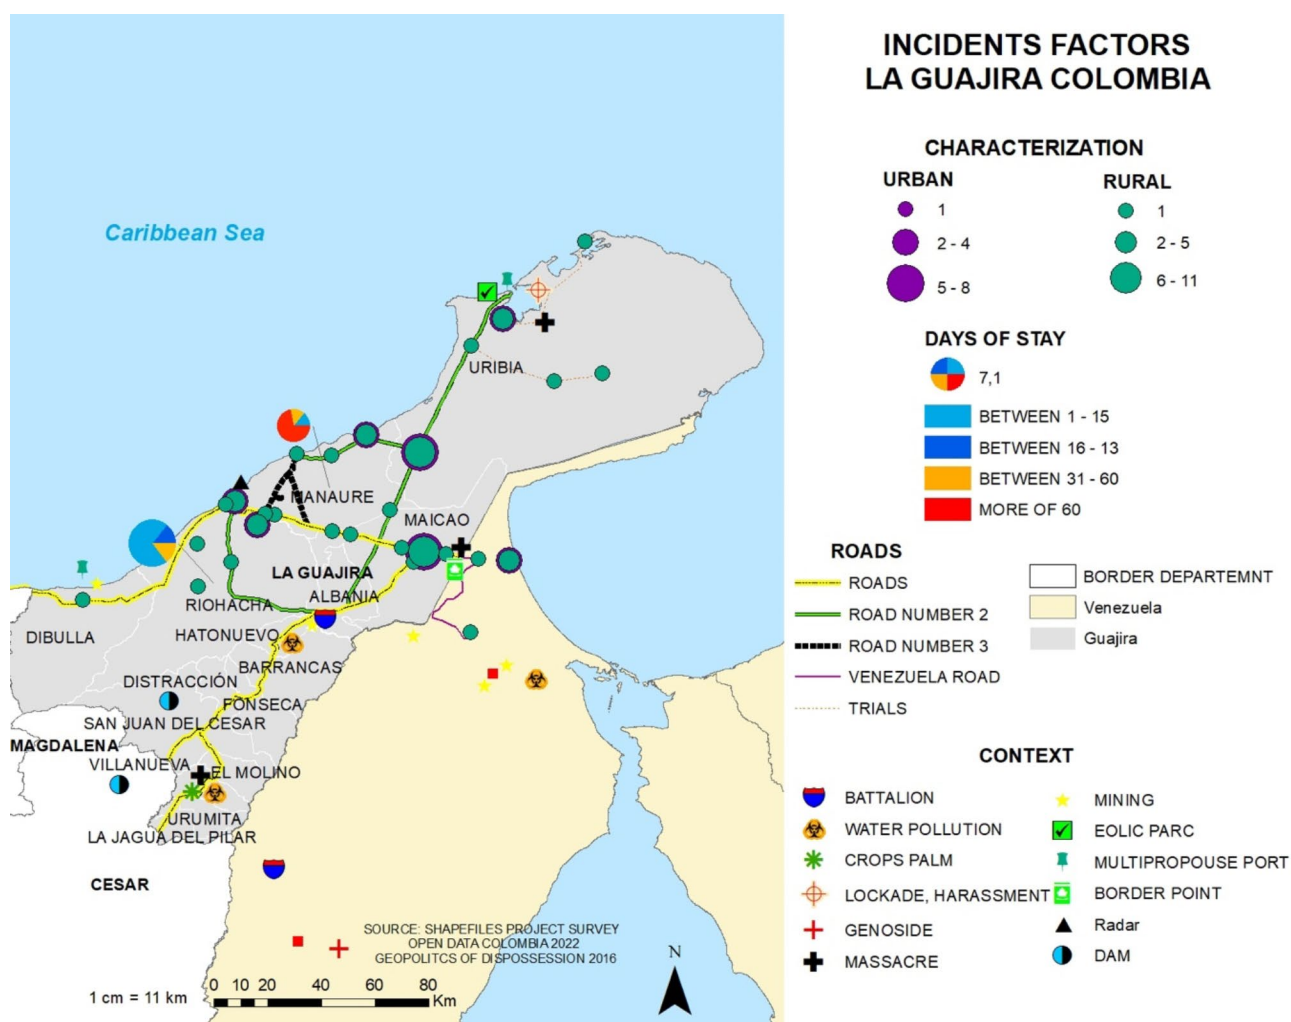 INCIDENTS FACTORS
LA GUAJIRA COLOMBIA
CHARACTERIZATION
URBAN
1
2 - 4
5 - 8
RURAL
1
2 - 5
6 - 11
DAYS OF STAY
7,1
BETWEEN 1 - 15
BETWEEN 16 - 13
BETWEEN 31 - 60
MORE OF 60
ROADS
ROADS
ROAD NUMBER 2
ROAD NUMBER 3
VENEZUELA ROAD
TRIALS
BORDER DEPARTEMNT
Venezuela
Guajira
CONTEXT
BATTALION
WATER POLLUTION
CROPS PALM
LOCKADE, HARASSMENT
GENOSIDE
MASSACRE
MINING
EOLIC PARC
MULTIPROPOUSE PORT
BORDER POINT
Radar
DAM
Caribbean Sea
URIBIA
MANAURE
MAICAO
LA GUAJIRA
ALBANIA
RIOHACHA
DIBULLA
HATONUEVO
BARRANCAS
DISTRACCIÓN
FONSECA
SAN JUAN DEL CESAR
MAGDALENA
VILLANUEVA
EL MOLINO
URUMITA
LA JAGUA DEL PILAR
CESAR
SOURCE: SHAPEFILES PROJECT SURVEY
OPEN DATA COLOMBIA 2022
GEOPOLITCS OF DISPOSSESSION 2016
N
1 cm = 11 km
0 10 20 40 60 80
Km